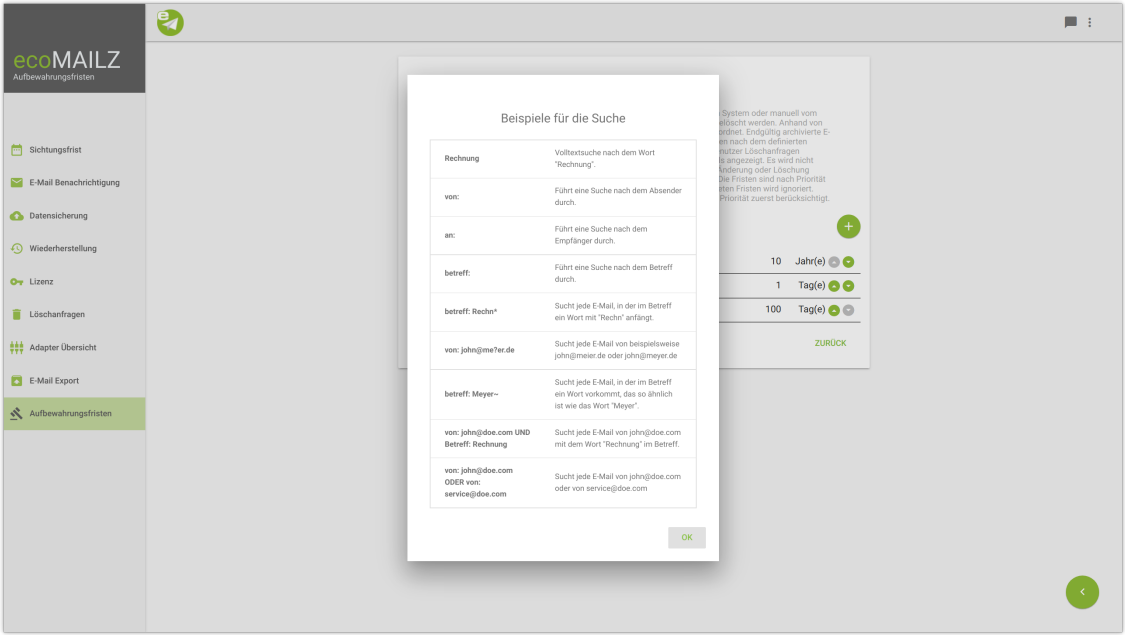 ecoMAILZ
Aufbewahrungsfristen
Sichtungsfrist
E-Mail Benachrichtigung
Datensicherung
Wiederherstellung
Lizenz
Löschanfragen
Adapter Übersicht
E-Mail Export
Aufbewahrungsfristen
Beispiele für die Suche
Rechnung
Volltextsuche nach dem Wort
"Rechnung".
von:
Führt eine Suche nach dem Absender
durch.
an:
Führt eine Suche nach dem
Empfänger durch.
betreff:
Führt eine Suche nach dem Betreff
durch.
betreff: Rechn*
Sucht jede E-Mail, in der im Betreff
ein Wort mit "Rechn" anfängt.
von: john@me?er.de
Sucht jede E-Mail von beispielsweise
john@meier.de oder john@meyer.de
betreff: Meyer~
Sucht jede E-Mail, in der im Betreff
ein Wort vorkommt, das so ähnlich
ist wie das Wort "Meyer".
von: john@doe.com UND
Betreff: Rechnung
Sucht jede E-Mail von john@doe.com
mit dem Wort "Rechnung" im Betreff.
von: john@doe.com
ODER von:
service@doe.com
Sucht jede E-Mail von john@doe.com
oder von service@doe.com
OK
System oder manuell vom
elöscht werden. Anhand von
ordnet. Endgültig archivierte E-
en nach dem definierten
nutzer Löschanfragen
ls angezeigt. Es wird nicht
Änderung oder Löschung
Die Fristen sind nach Priorität
eten Fristen wird ignoriert.
Priorität zuerst berücksichtigt.
10 Jahr(e)
1 Tag(e)
100 Tag(e)
ZURÜCK